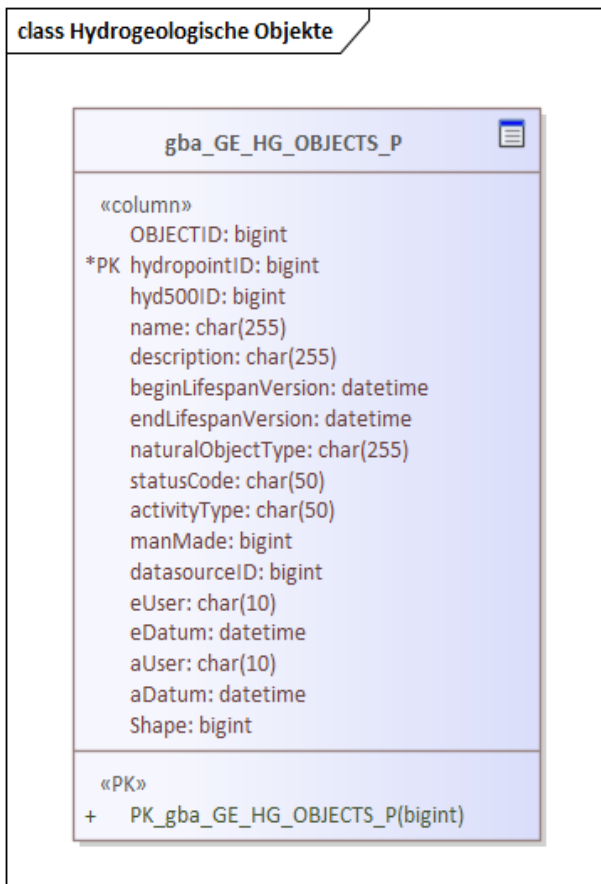 class Hydrogeologische Objekte
gba_GE_HG_OBJECTS_P
«column»
OBJECTID: bigint
*PK hydropointID: bigint
hyd500ID: bigint
name: char(255)
description: char(255)
beginLifespanVersion: datetime
endLifespanVersion: datetime
naturalObjectType: char(255)
statusCode: char(50)
activityType: char(50)
manMade: bigint
datasourceID: bigint
eUser: char(10)
eDatum: datetime
aUser: char(10)
aDatum: datetime
Shape: bigint
«PK»
+ PK_gba_GE_HG_OBJECTS_P(bigint)